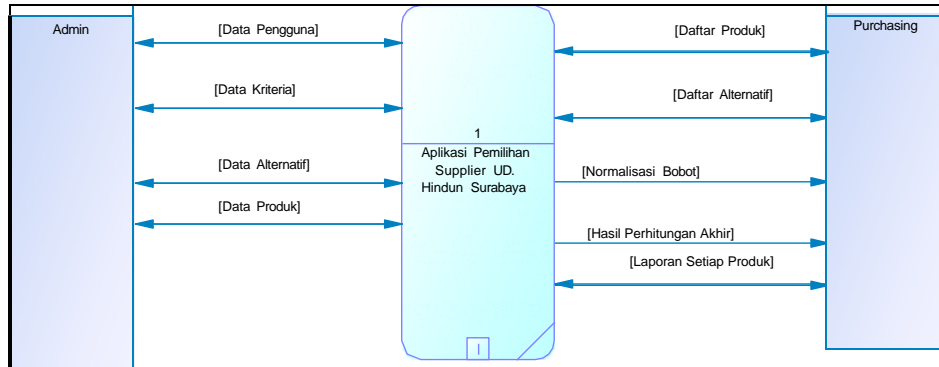 Admin
[Data Pengguna]
[Daftar Produk]
Purchasing
[Data Kriteria]
[Daftar Alternatif]
1
Aplikasi Pemilihan
Supplier UD.
Hindun Surabaya
[Data Alternatif]
[Normalisasi Bobot]
[Data Produk]
[Hasil Perhitungan Akhir]
[Laporan Setiap Produk]